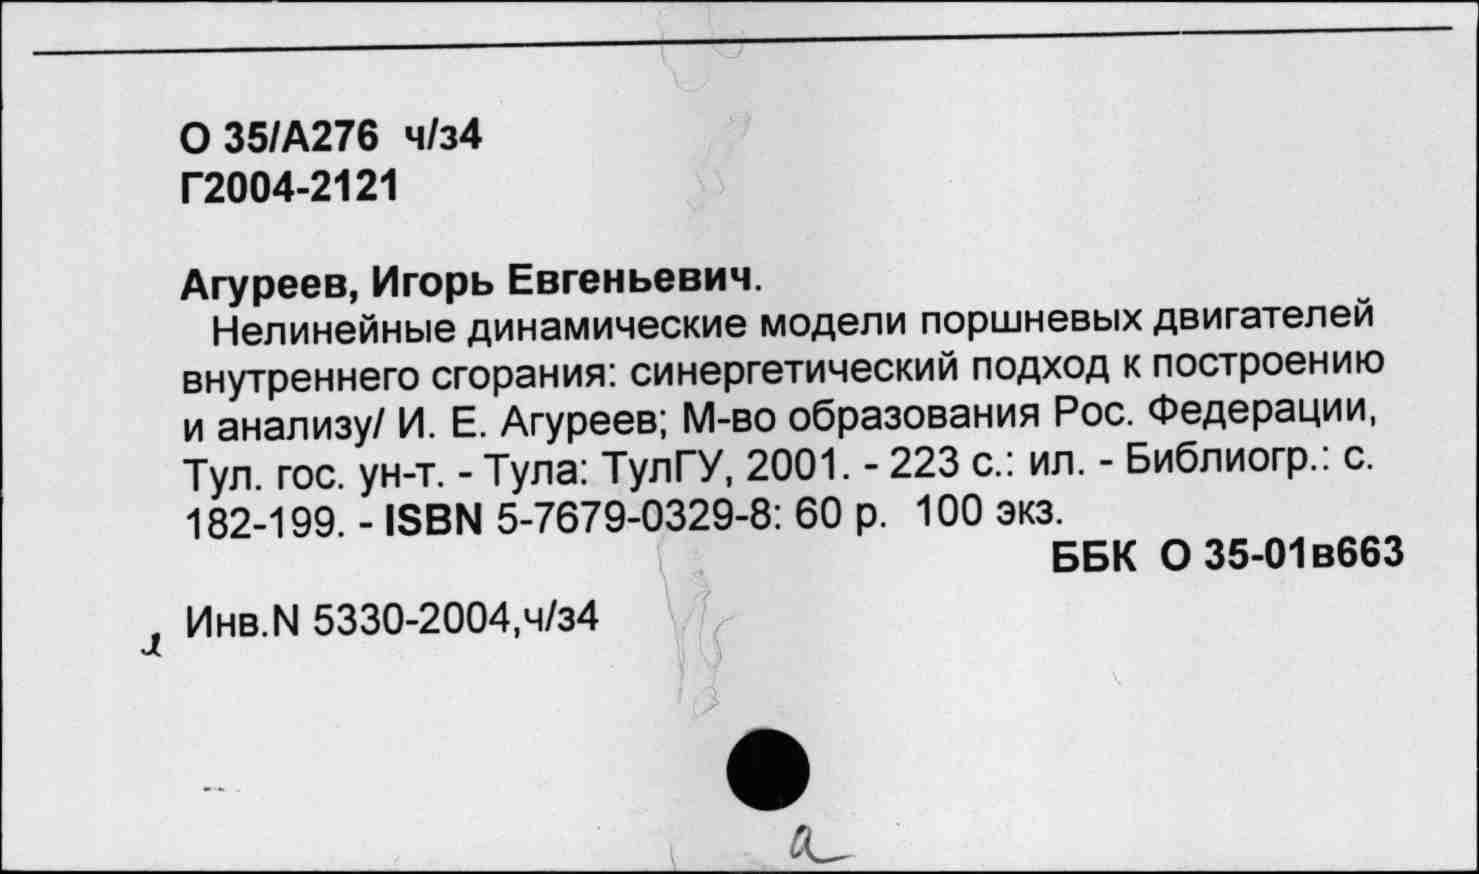 О 35/А276 ч/з4
Г2004-2121
Агуреев, Игорь Евгеньевич.
Нелинейные динамические модели поршневых двигателей
внутреннего сгорания: синергетический подход к построению
и анализу/ И. Е. Агуреев; М-во образования Рос. Федерации,
Тул. гос. ун-т. - Тула: ТулГУ, 2001. - 223 с.: ил. - Библиогр.: с.
182-199. - ISBN 5-7679-0329-8: 60 р. 100 экз.
ББК О 35-01в663
Инв.N 5330-2004,ч/з4
а